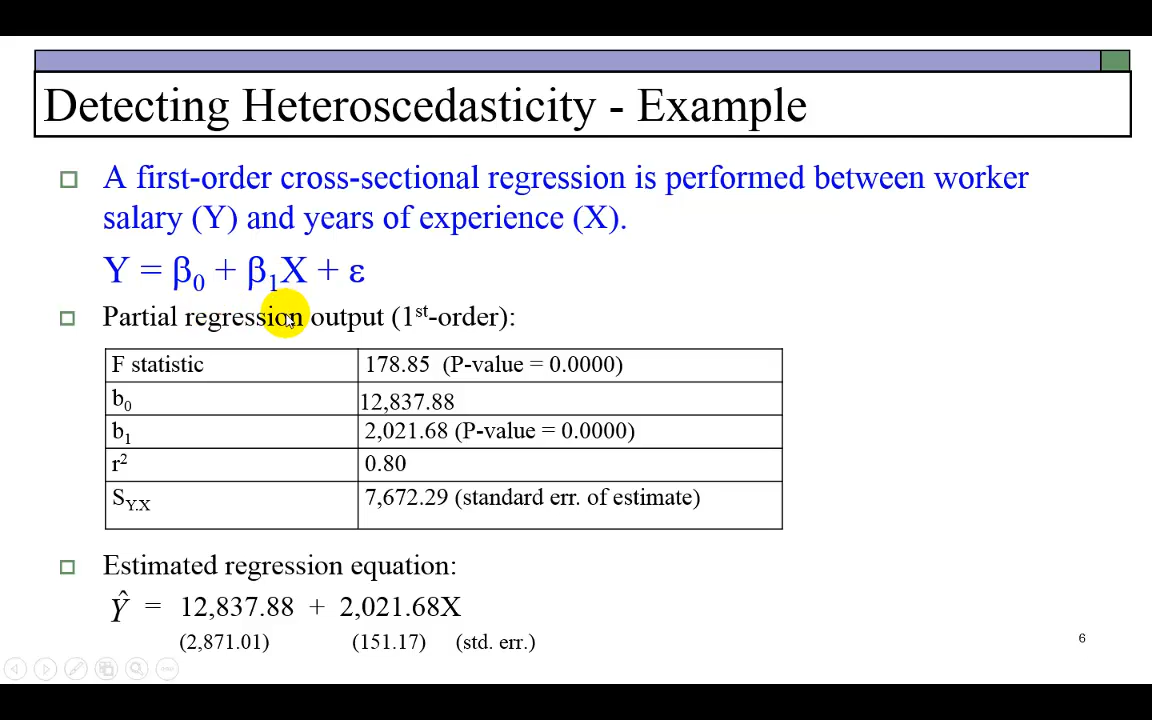 Detecting Heteroscedasticity - Example
A first-order cross-sectional regression is performed between worker
salary (Y) and years of experience (X).
Y = β₀ + β₁X + ε
Partial regression output (1ˢᵗ-order):
F statistic 178.85 (P-value = 0.0000)
b₀ 12,837.88
b₁ 2,021.68 (P-value = 0.0000)
r² 0.80
S_Y.X 7,672.29 (standard err. of estimate)
Estimated regression equation:
Ŷ = 12,837.88 + 2,021.68X
(2,871.01) (151.17) (std. err.)
6